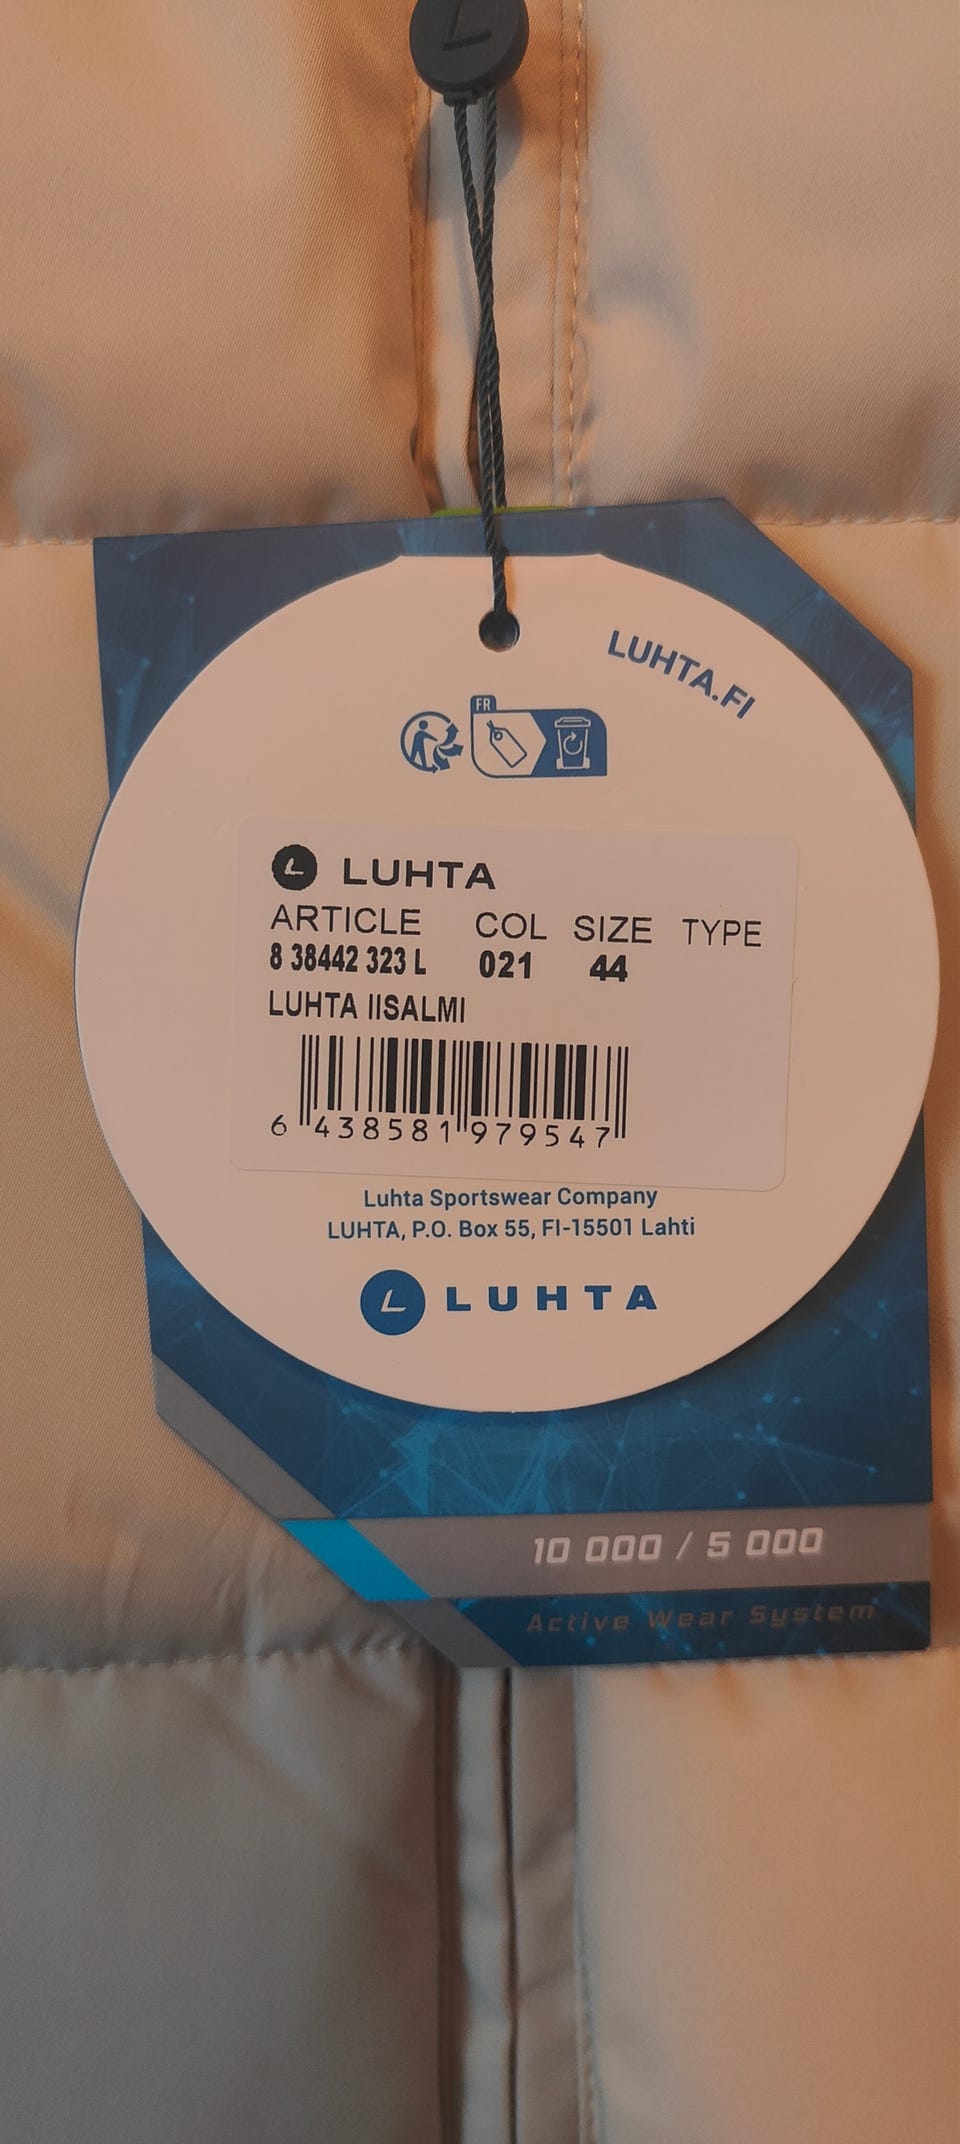 LUHTA.FI
FR
LUHTA
ARTICLE COL SIZE TYPE
8 38442 323 L 021 44
LUHTA IISALMI
6 438581 979547
Luhta Sportswear Company
LUHTA, P.O. Box 55, FI-15501 Lahti
LUHTA
10 000 / 5 000
Active Wear System